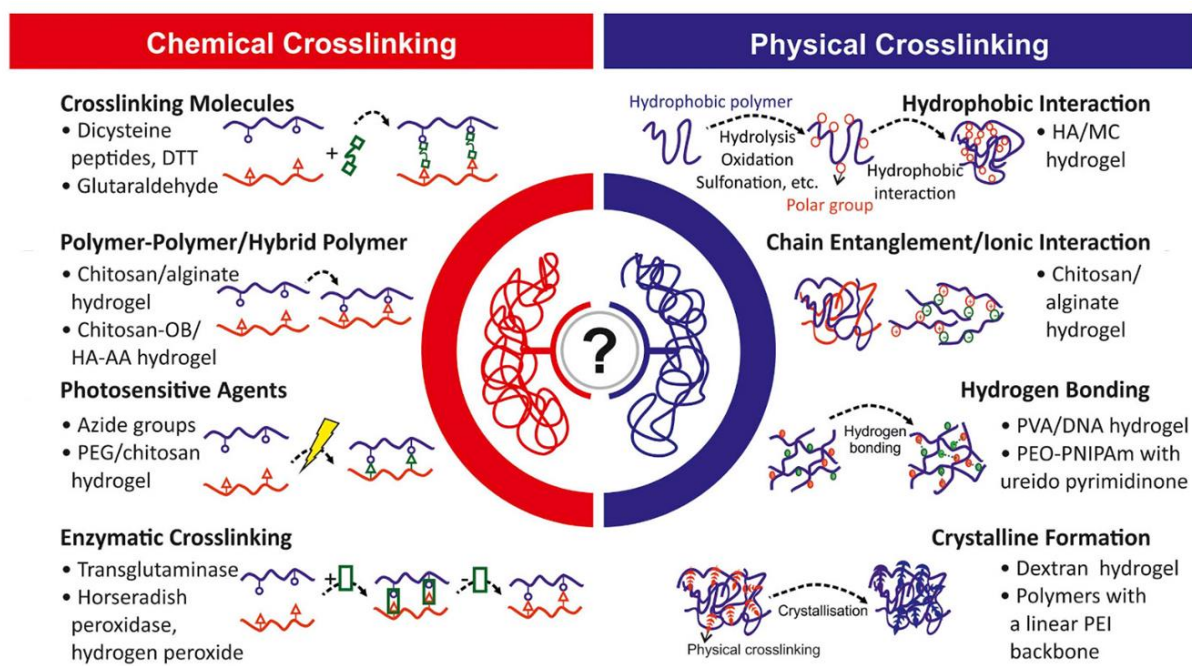 Chemical Crosslinking
Crosslinking Molecules
• Dicysteine
peptides, DTT
• Glutaraldehyde
+
Polymer-Polymer/Hybrid Polymer
• Chitosan/alginate
hydrogel
• Chitosan-OB/
HA-AA hydrogel
Photosensitive Agents
• Azide groups
• PEG/chitosan
hydrogel
Enzymatic Crosslinking
• Transglutaminase
• Horseradish
peroxidase,
hydrogen peroxide
+
-
?
Physical Crosslinking
Hydrophobic Interaction
• HA/MC
hydrogel
Hydrophobic polymer
Hydrolysis
Oxidation
Sulfonation, etc.
Polar group
Hydrophobic
interaction
Chain Entanglement/Ionic Interaction
• Chitosan/
alginate
hydrogel
Hydrogen Bonding
• PVA/DNA hydrogel
• PEO-PNIPAm with
ureido pyrimidinone
Hydrogen
bonding
Crystalline Formation
• Dextran hydrogel
• Polymers with
a linear PEI
backbone
Crystallisation
Physical crosslinking